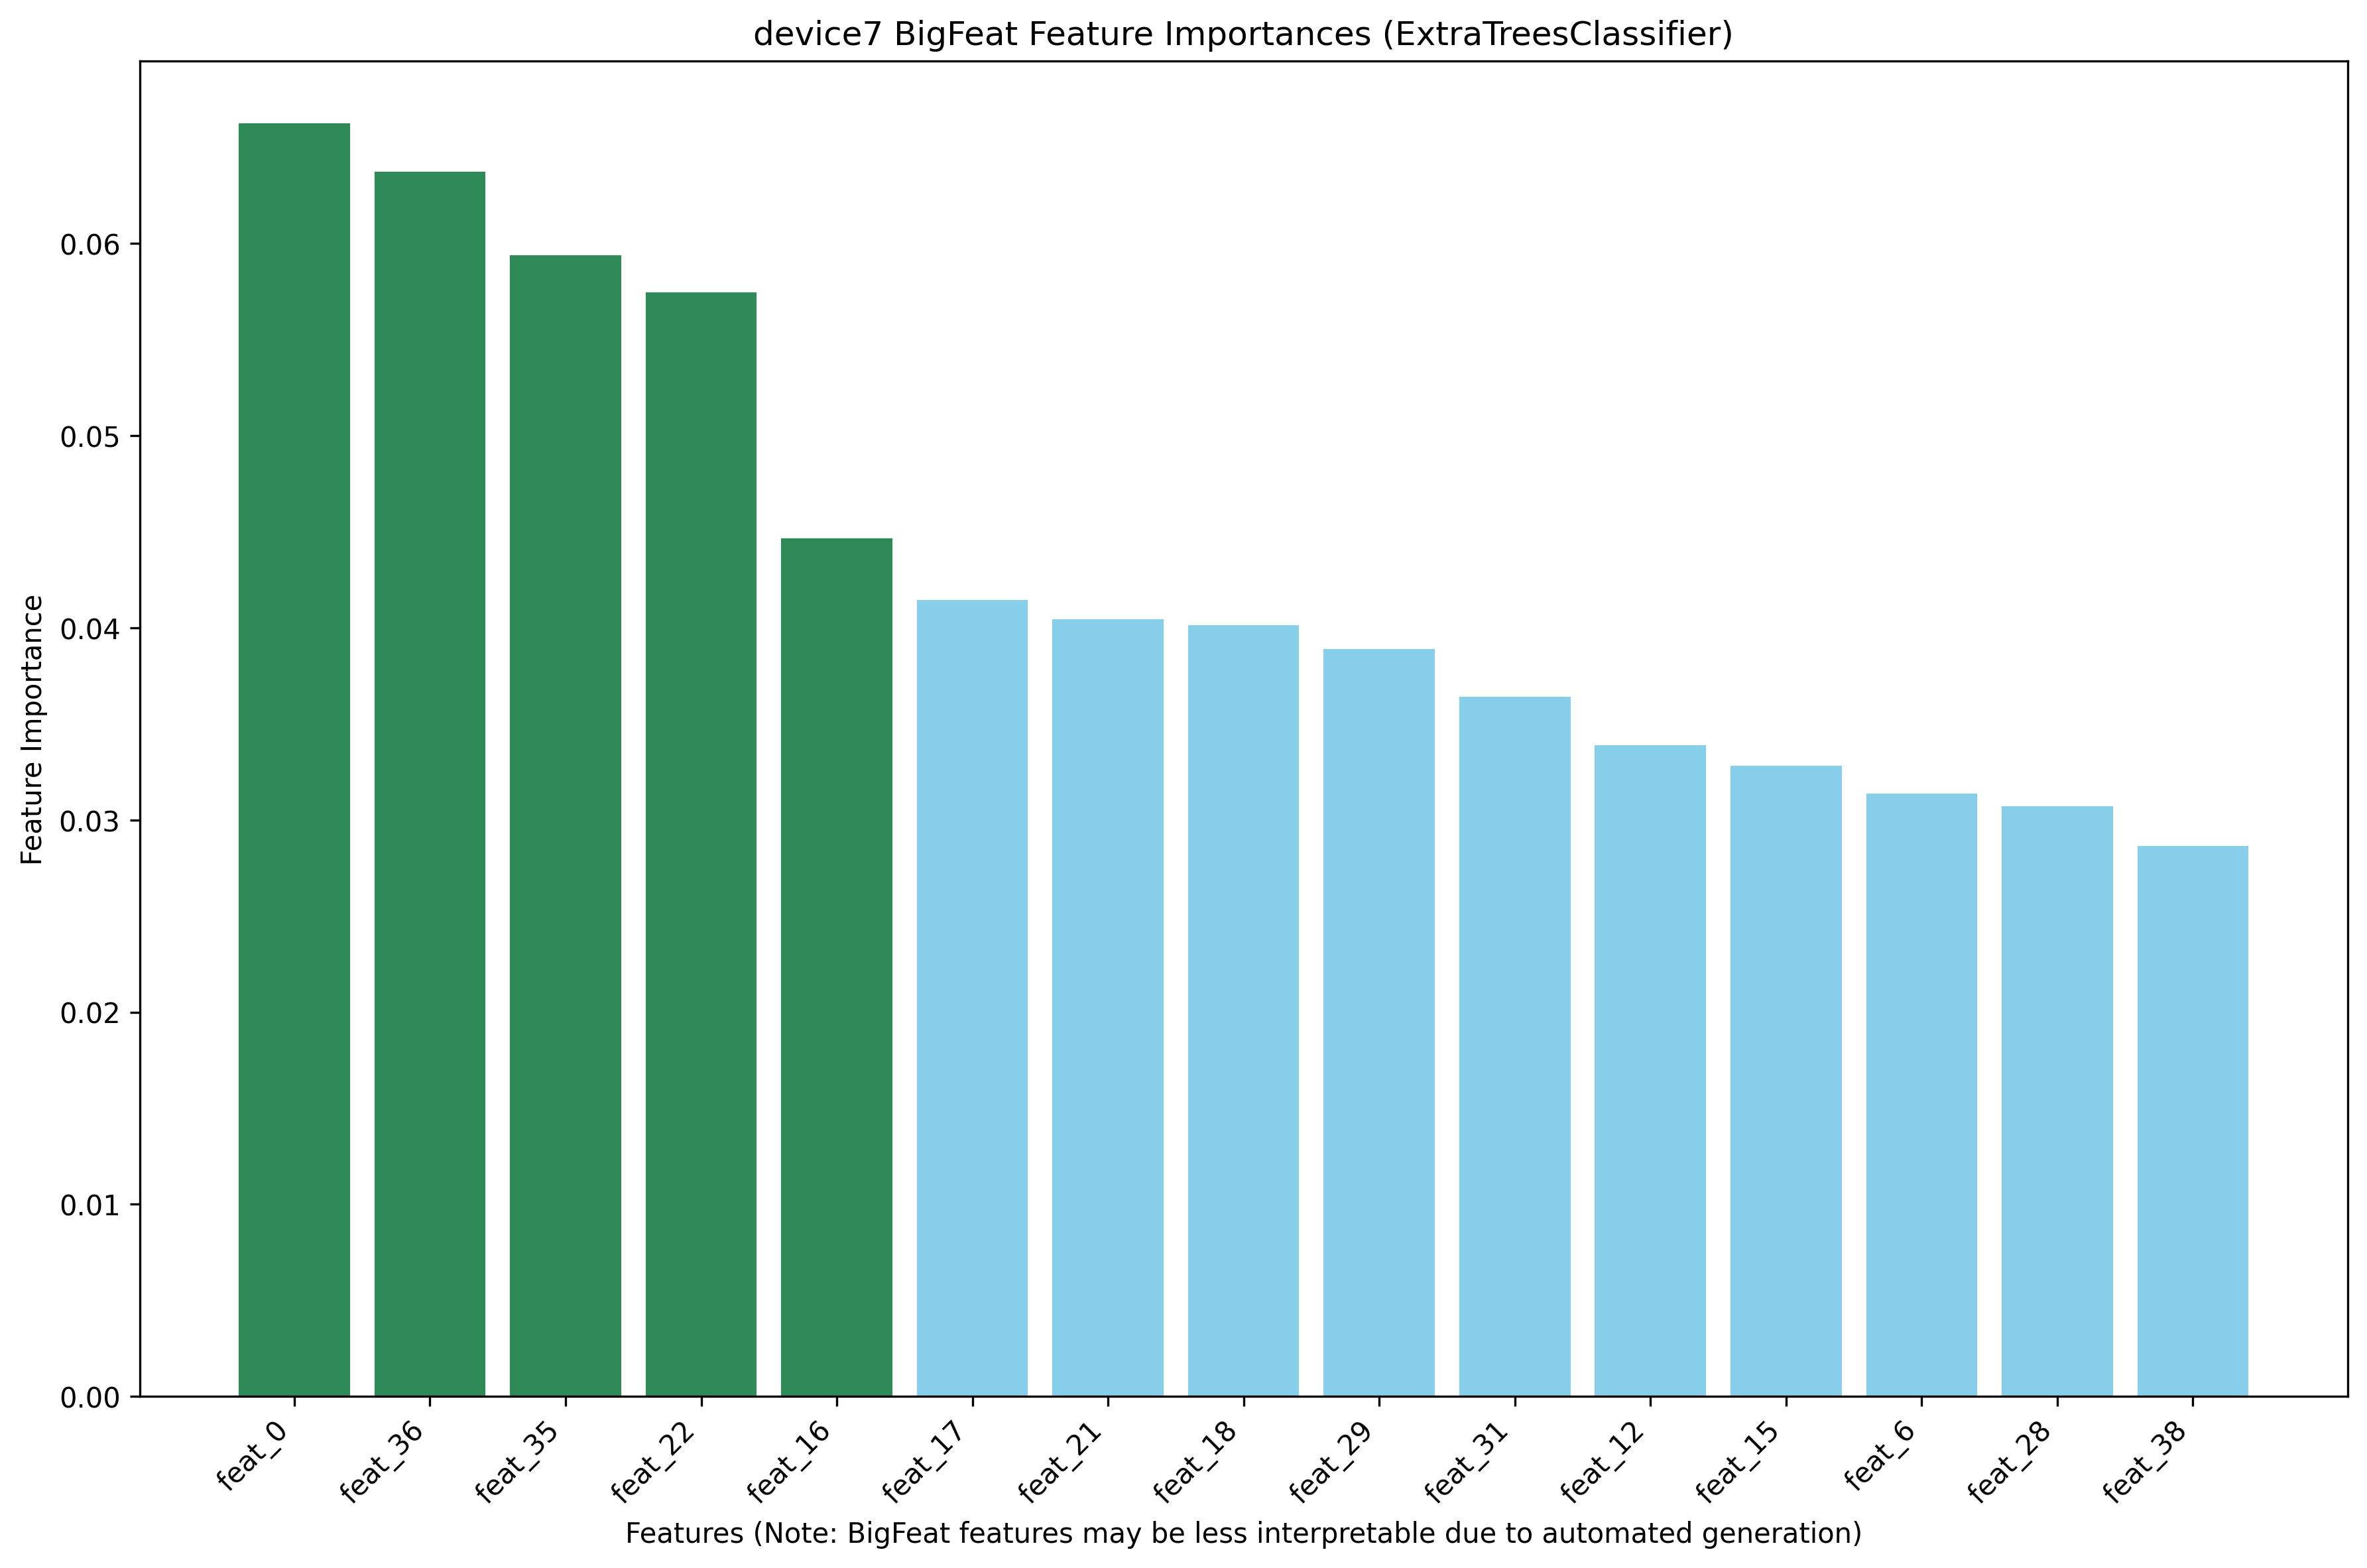 device7 BigFeat Feature Importances (ExtraTreesClassifier)
Feature Importance
0.06
0.05
0.04
0.03
0.02
0.01
0.00
feat_0
feat_36
feat_35
feat_22
feat_16
feat_17
feat_21
feat_18
feat_29
feat_31
feat_12
feat_15
feat_6
feat_28
feat_38
Features (Note: BigFeat features may be less interpretable due to automated generation)